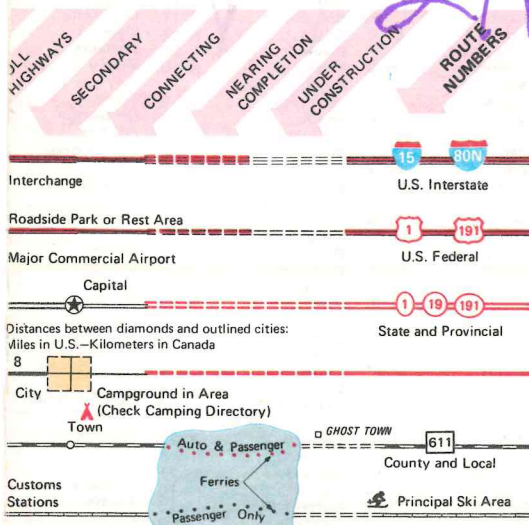 HIGHWAYS
SECONDARY
CONNECTING
NEARING
COMPLETION
UNDER
CONSTRUCTION
ROUTE
NUMBERS
15 80N
Interchange
U.S. Interstate
Roadside Park or Rest Area
1 191
Major Commercial Airport
U.S. Federal
Capital
1 19 191
Distances between diamonds and outlined cities:
Miles in U.S.—Kilometers in Canada
State and Provincial
8
City
Campground in Area
(Check Camping Directory)
Town
Auto & Passenger
GHOST TOWN
611
County and Local
Ferries
Customs
Stations
Principal Ski Area
Passenger Only